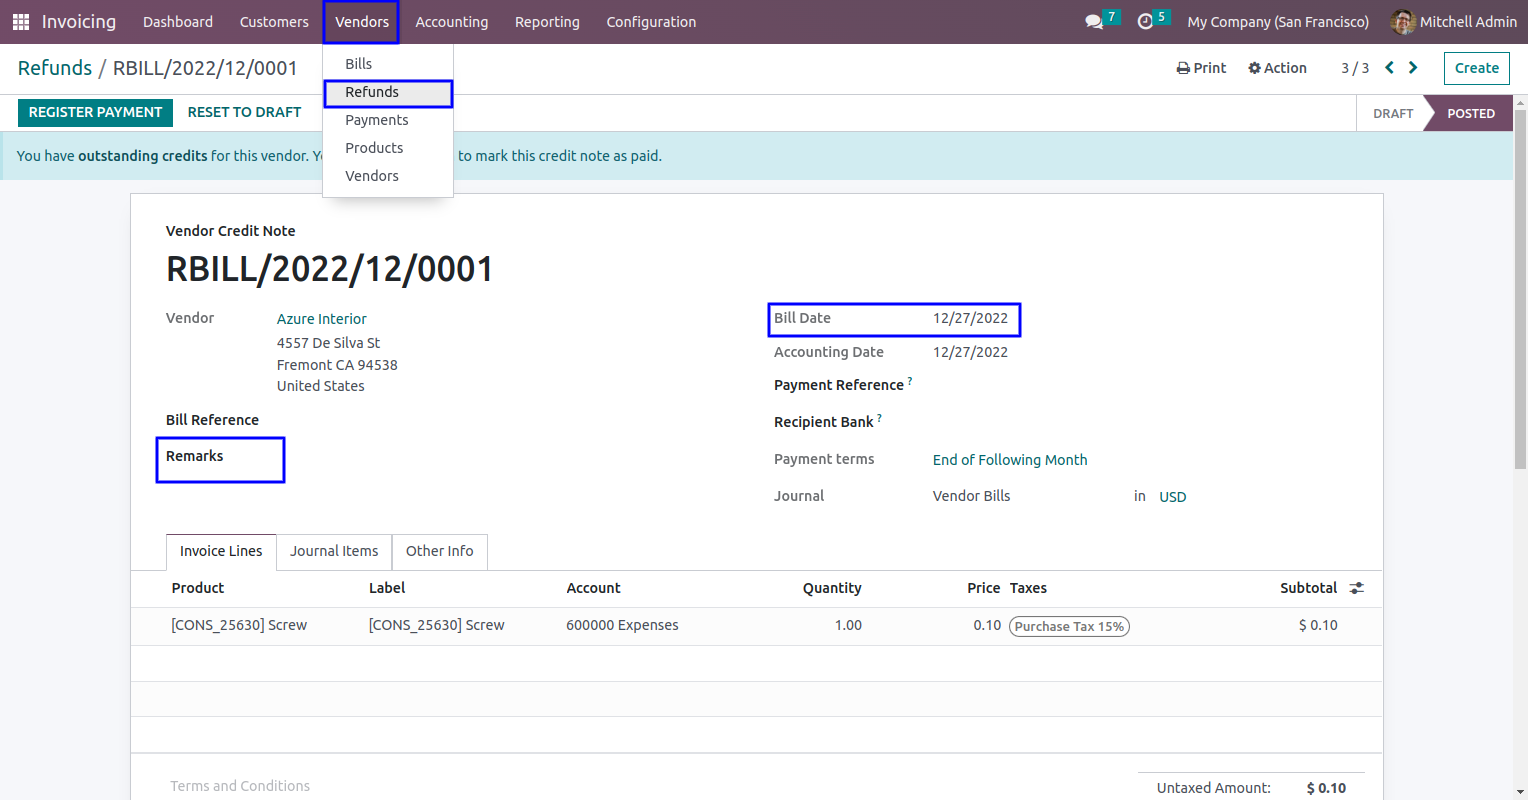 Invoicing Dashboard Customers Vendors Accounting Reporting Configuration 7 5 My Company (San Francisco) Mitchell Admin
Bills
Refunds
Payments
Products
Vendors
Refunds / RBILL/2022/12/0001 Print Action 3 / 3 Create
REGISTER PAYMENT RESET TO DRAFT DRAFT POSTED
You have outstanding credits for this vendor. to mark this credit note as paid.
Vendor Credit Note
RBILL/2022/12/0001
Vendor Azure Interior
4557 De Silva St
Fremont CA 94538
United States
Bill Reference
Remarks
Bill Date 12/27/2022
Accounting Date 12/27/2022
Payment Reference ?
Recipient Bank ?
Payment terms End of Following Month
Journal Vendor Bills in USD
Invoice Lines Journal Items Other Info
Product Label Account Quantity Price Taxes Subtotal
[CONS_25630] Screw [CONS_25630] Screw 600000 Expenses 1.00 0.10 Purchase Tax 15% $ 0.10
Terms and Conditions
Untaxed Amount: $ 0.10